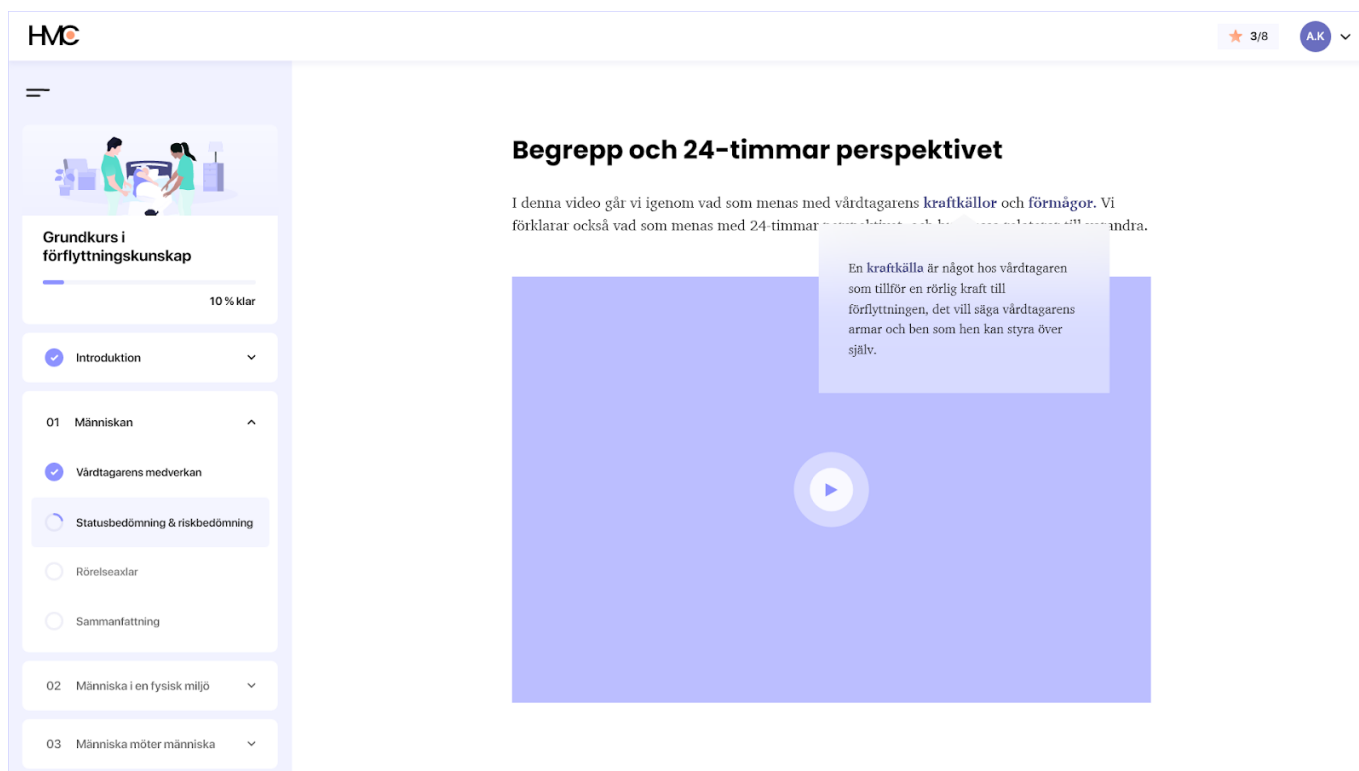 HMC
3/8
A.K
Grundkurs i
förflyttningskunskap
10 % klar
Introduktion
01 Människan
Vårdtagarens medverkan
Statusbedömning & riskbedömning
Rörelseaxlar
Sammanfattning
02 Människa i en fysisk miljö
03 Människa möter människa
Begrepp och 24-timmar perspektivet
I denna video går vi igenom vad som menas med vårdtagarens kraftkällor och förmågor. Vi
förklarar också vad som menas med 24-timmar andra.
En kraftkälla är något hos vårdtagaren
som tillför en rörlig kraft till
förflyttningen, det vill säga vårdtagarens
armar och ben som hen kan styra över
själv.